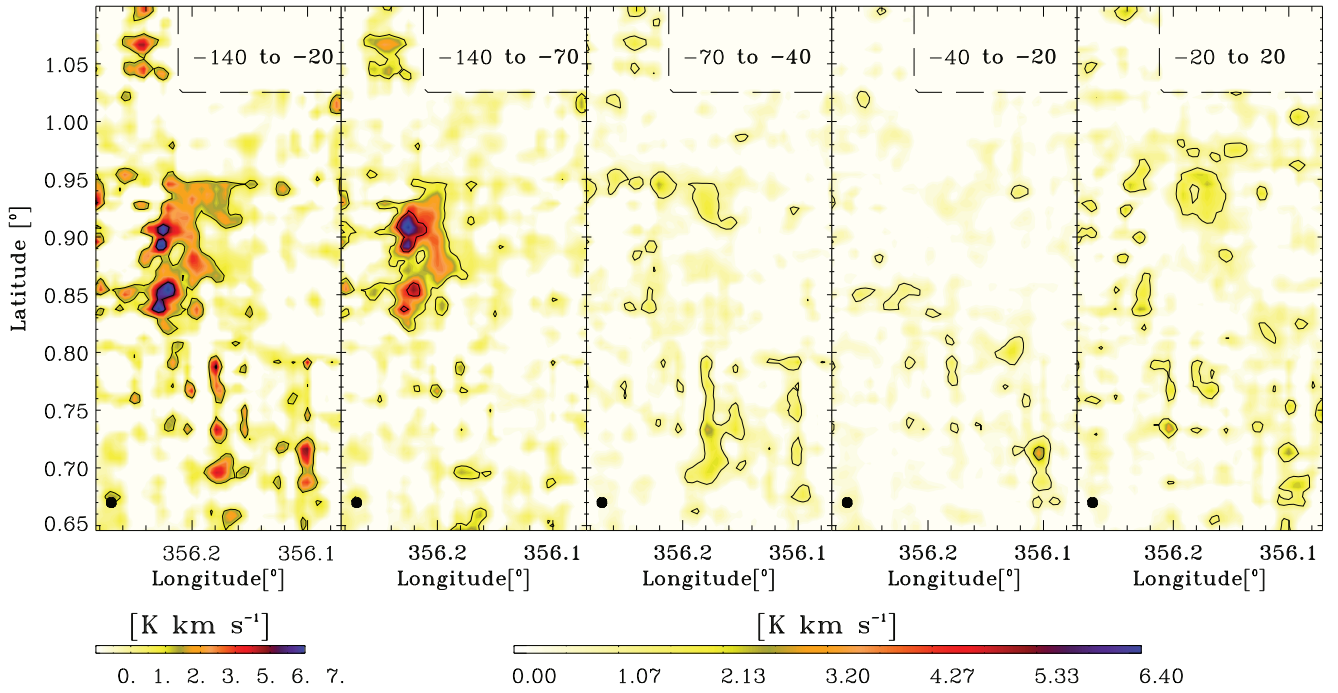 −140 to −20
−140 to −70
−70 to −40
−40 to −20
−20 to 20
1.05
1.00
0.95
0.90
0.85
0.80
0.75
0.70
0.65
Latitude [°]
356.2 356.1 356.2 356.1 356.2 356.1 356.2 356.1 356.2 356.1
Longitude[°] Longitude[°] Longitude[°] Longitude[°] Longitude[°]
[K km s⁻¹] [K km s⁻¹]
0. 1. 2. 3. 5. 6. 7. 0.00 1.07 2.13 3.20 4.27 5.33 6.40